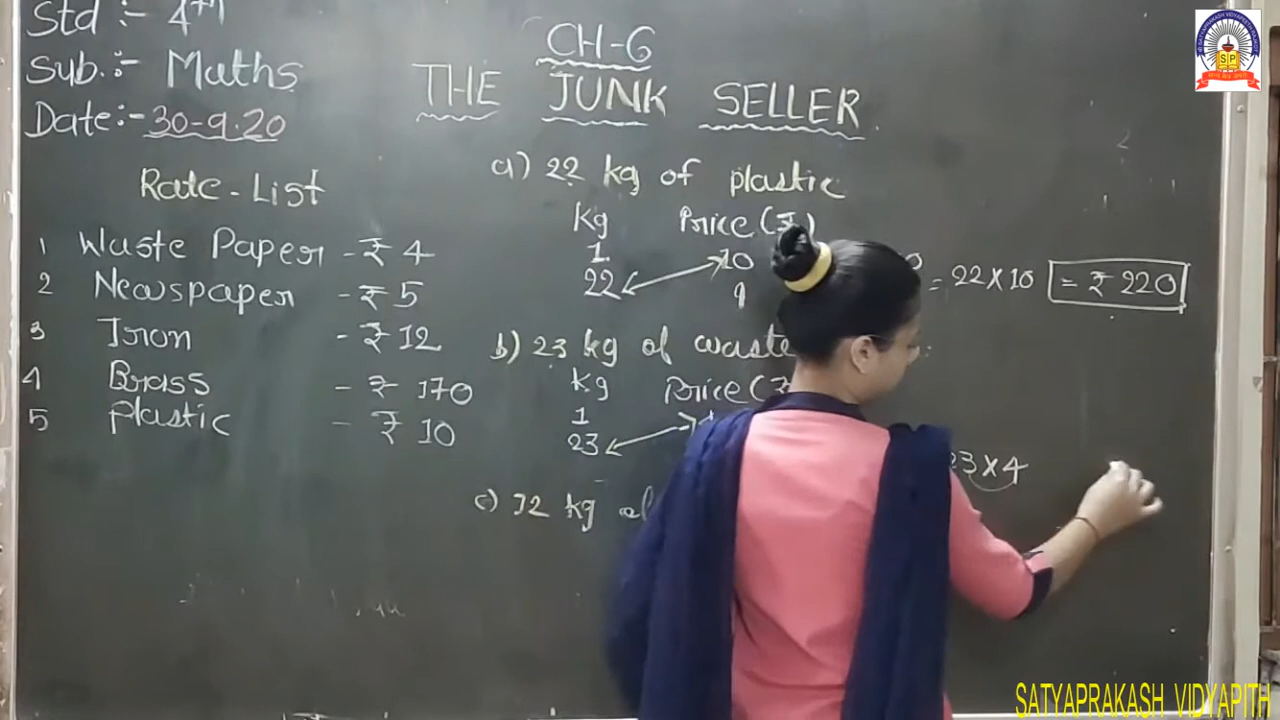 Std :- 4th
Sub. :- Maths
Date :- 30-9.20
CH-6
THE JUNK SELLER
Rate - List
1 Waste Paper - ₹ 4
2 Newspaper - ₹ 5
3 Iron - ₹ 12
4 Brass - ₹ 170
5 Plastic - ₹ 10
a) 22 kg of plastic
kg Price (₹)
1 10
22 ?
= 22 × 10 = ₹ 220
b) 23 kg of waste
kg Price (₹
1
23
23 × 4
c) 12 kg of
SATYAPRAKASH VIDYAPITH